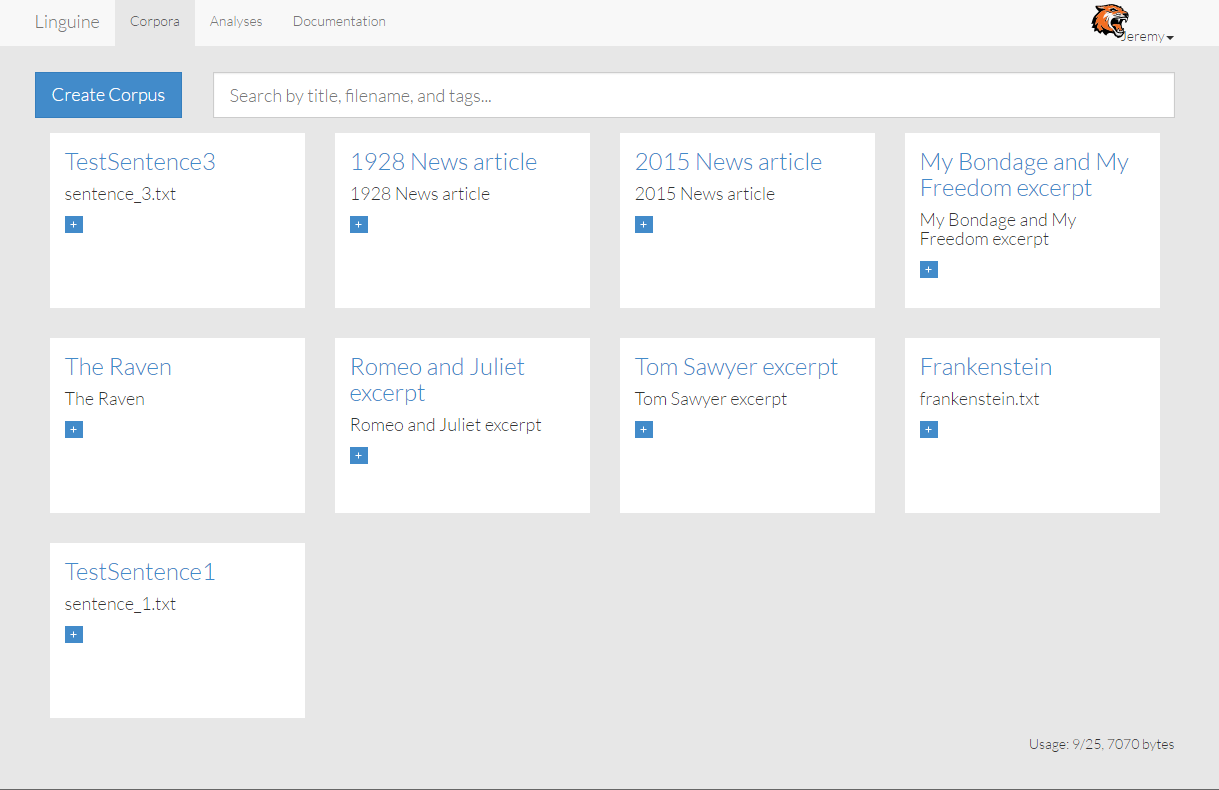 Linguine Corpora Analyses Documentation Jeremy
Create Corpus Search by title, filename, and tags...
TestSentence3
sentence_3.txt
+
1928 News article
1928 News article
+
2015 News article
2015 News article
+
My Bondage and My
Freedom excerpt
My Bondage and My
Freedom excerpt
+
The Raven
The Raven
+
Romeo and Juliet
excerpt
Romeo and Juliet excerpt
+
Tom Sawyer excerpt
Tom Sawyer excerpt
+
Frankenstein
frankenstein.txt
+
TestSentence1
sentence_1.txt
+
Usage: 9/25, 7070 bytes